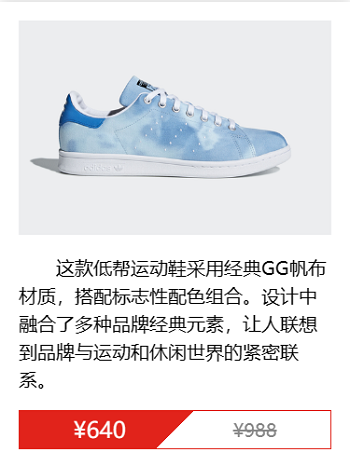 这款低帮运动鞋采用经典GG帆布
材质，搭配标志性配色组合。设计中
融合了多种品牌经典元素，让人联想
到品牌与运动和休闲世界的紧密联
系。
¥640
¥988